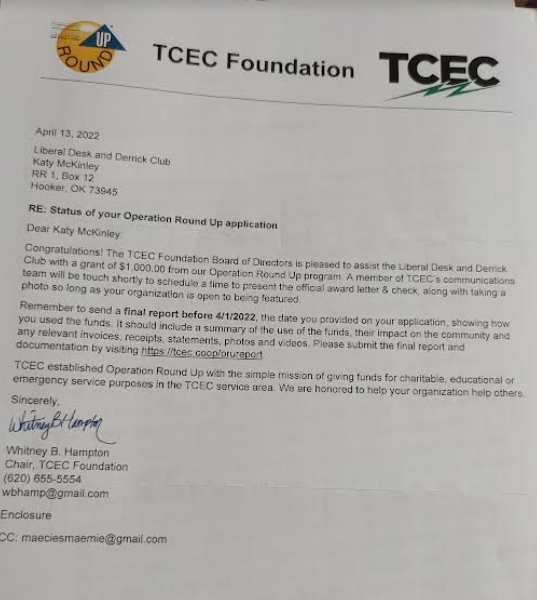 OPERATION
ROUND UP
TCEC Foundation
TCEC
April 13, 2022
Liberal Desk and Derrick Club
Katy McKinley
RR 1, Box 12
Hooker, OK 73945
RE: Status of your Operation Round Up application
Dear Katy McKinley:
Congratulations! The TCEC Foundation Board of Directors is pleased to assist the Liberal Desk and Derrick
Club with a grant of $1,000.00 from our Operation Round Up program. A member of TCEC's communications
team will be touch shortly to schedule a time to present the official award letter & check, along with taking a
photo so long as your organization is open to being featured.
Remember to send a final report before 4/1/2022, the date you provided on your application, showing how
you used the funds. It should include a summary of the use of the funds, their impact on the community and
any relevant invoices, receipts, statements, photos and videos. Please submit the final report and
documentation by visiting https://tcec.coop/orureport
TCEC established Operation Round Up with the simple mission of giving funds for charitable, educational or
emergency service purposes in the TCEC service area. We are honored to help your organization help others.
Sincerely,
Whitney B Hampton
Whitney B. Hampton
Chair, TCEC Foundation
(620) 655-5554
wbhamp@gmail.com
Enclosure
CC: maeciesmaemie@gmail.com